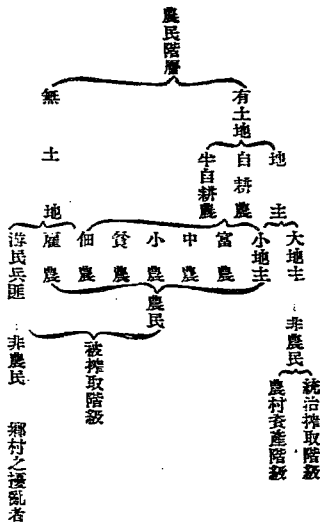 農民階層
有土地
無土地
地主
自耕農
半自耕農
大地主
小地主
富農
中農
小農
貧農
佃農
雇農
游民兵匪
非農民
農民
非農民
統治搾取階級
農村資產階級
被搾取階級
鄉村之擾亂者